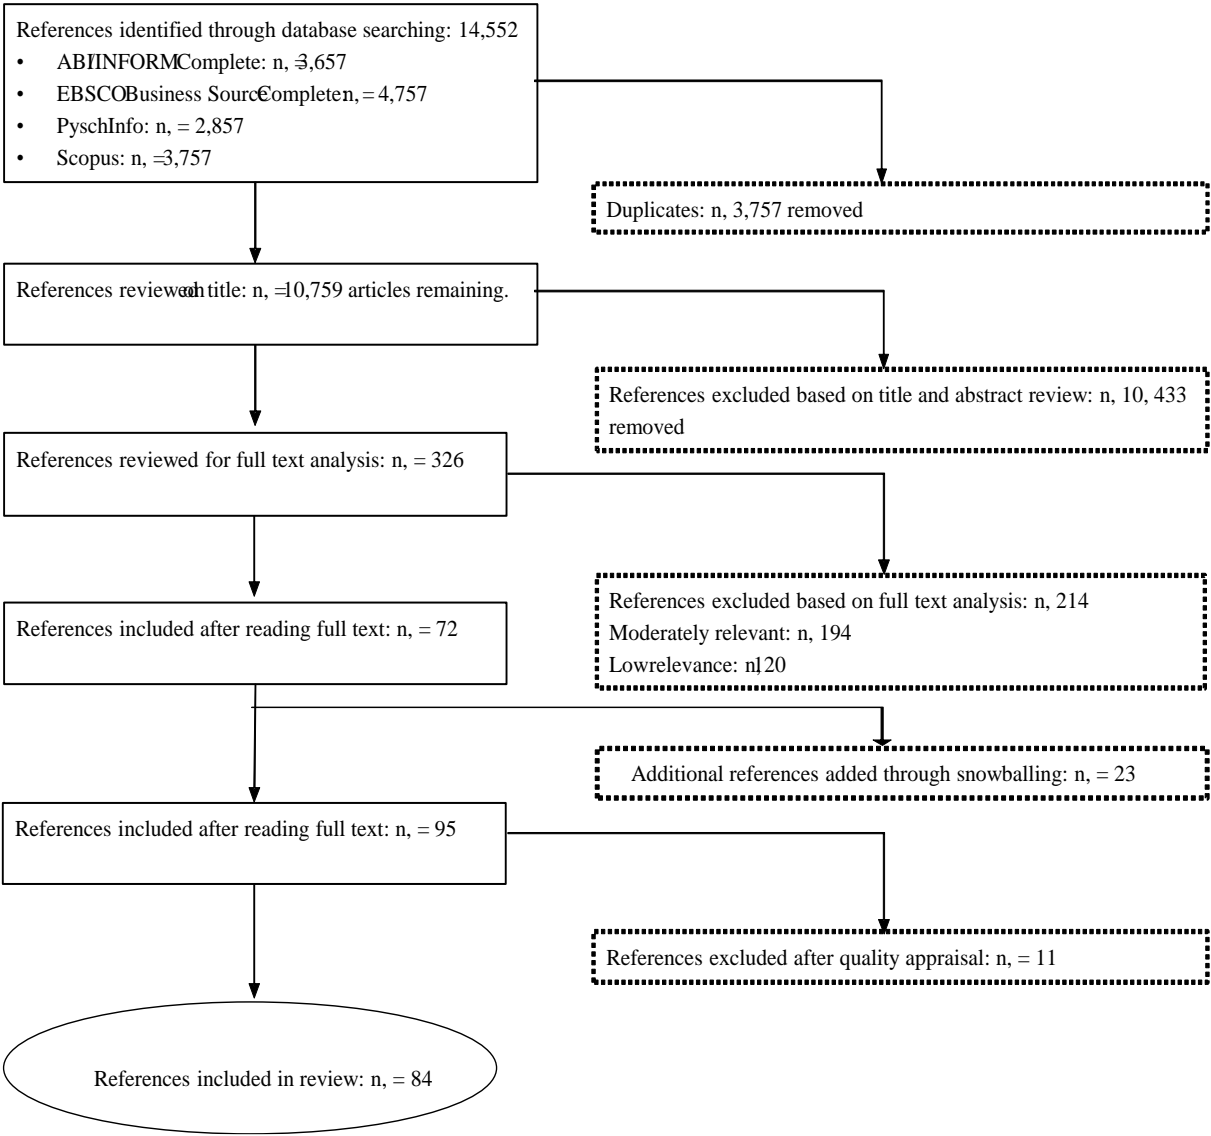 References identified through database searching: 14,552
• ABI/INFORM Complete: n, =3,657
• EBSCO Business Source Complete: n, = 4,757
• PyschInfo: n, = 2,857
• Scopus: n, =3,757
Duplicates: n, 3,757 removed
References reviewed on title: n, =10,759 articles remaining.
References excluded based on title and abstract review: n, 10, 433
removed
References reviewed for full text analysis: n, = 326
References excluded based on full text analysis: n, 214
Moderately relevant: n, 194
Low relevance: n, 120
References included after reading full text: n, = 72
Additional references added through snowballing: n, = 23
References included after reading full text: n, = 95
References excluded after quality appraisal: n, = 11
References included in review: n, = 84